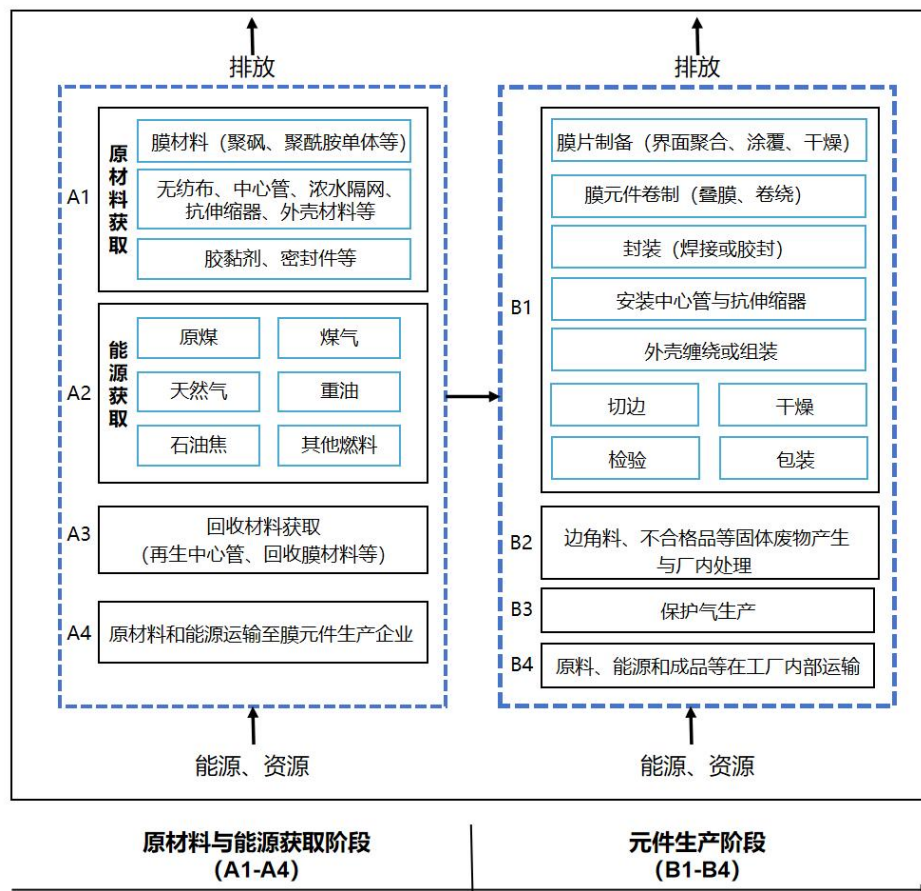 排放
排放
A1
原材料获取
膜材料（聚砜、聚酰胺单体等）
无纺布、中心管、浓水隔网、
抗伸缩器、外壳材料等
胶黏剂、密封件等
A2
能源获取
原煤
煤气
天然气
重油
石油焦
其他燃料
A3
回收材料获取
（再生中心管、回收膜材料等）
A4
原材料和能源运输至膜元件生产企业
能源、资源
B1
膜片制备（界面聚合、涂覆、干燥）
膜元件卷制（叠膜、卷绕）
封装（焊接或胶封）
安装中心管与抗伸缩器
外壳缠绕或组装
切边
干燥
检验
包装
B2
边角料、不合格品等固体废物产生
与厂内处理
B3
保护气生产
B4
原料、能源和成品等在工厂内部运输
能源、资源
原材料与能源获取阶段
（A1-A4）
元件生产阶段
（B1-B4）